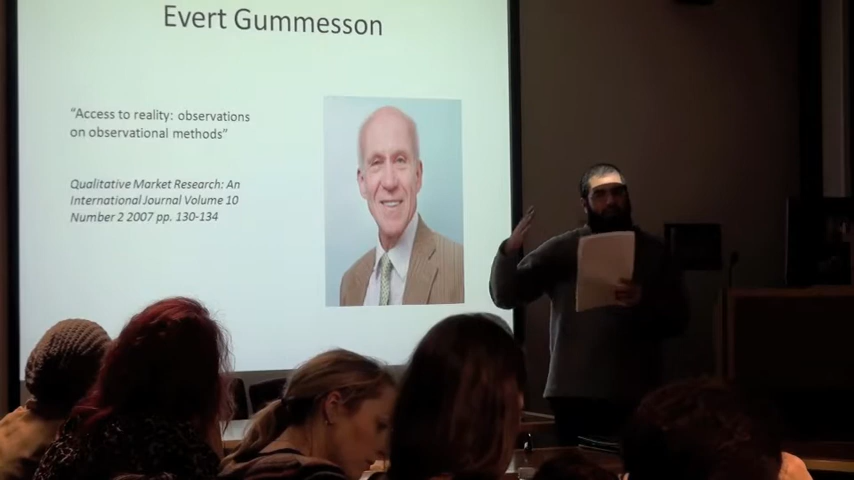 Evert Gummesson
"Access to reality: observations
on observational methods"
Qualitative Market Research: An
International Journal Volume 10
Number 2 2007 pp. 130-134